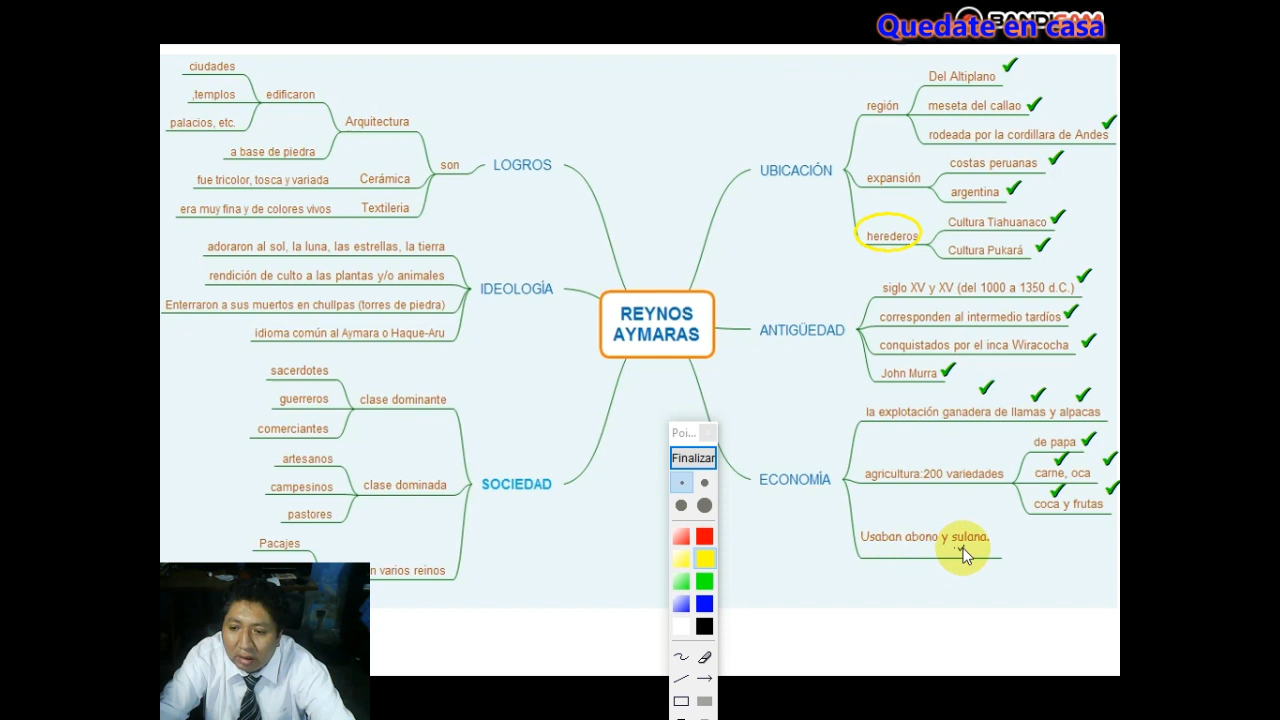 BANDICAM
Quedate en casa
REYNOS
AYMARAS
LOGROS
son
Arquitectura
edificaron
ciudades
,templos
palacios, etc.
a base de piedra
Cerámica
fue tricolor, tosca y variada
Textileria
era muy fina y de colores vivos
IDEOLOGÍA
adoraron al sol, la luna, las estrellas, la tierra
rendición de culto a las plantas y/o animales
Enterraron a sus muertos en chullpas (torres de piedra)
idioma común al Aymara o Haque-Aru
SOCIEDAD
clase dominante
sacerdotes
guerreros
comerciantes
clase dominada
artesanos
campesinos
pastores
n varios reinos
Pacajes
UBICACIÓN
región
Del Altiplano
meseta del callao
rodeada por la cordillara de Andes
expansión
costas peruanas
argentina
herederos
Cultura Tiahuanaco
Cultura Pukará
ANTIGÜEDAD
siglo XV y XV (del 1000 a 1350 d.C.)
corresponden al intermedio tardíos
conquistados por el inca Wiracocha
John Murra
ECONOMÍA
la explotación ganadera de llamas y alpacas
agricultura:200 variedades
de papa
carne, oca
coca y frutas
Usaban abono y sulana.
Poi...
Finalizar